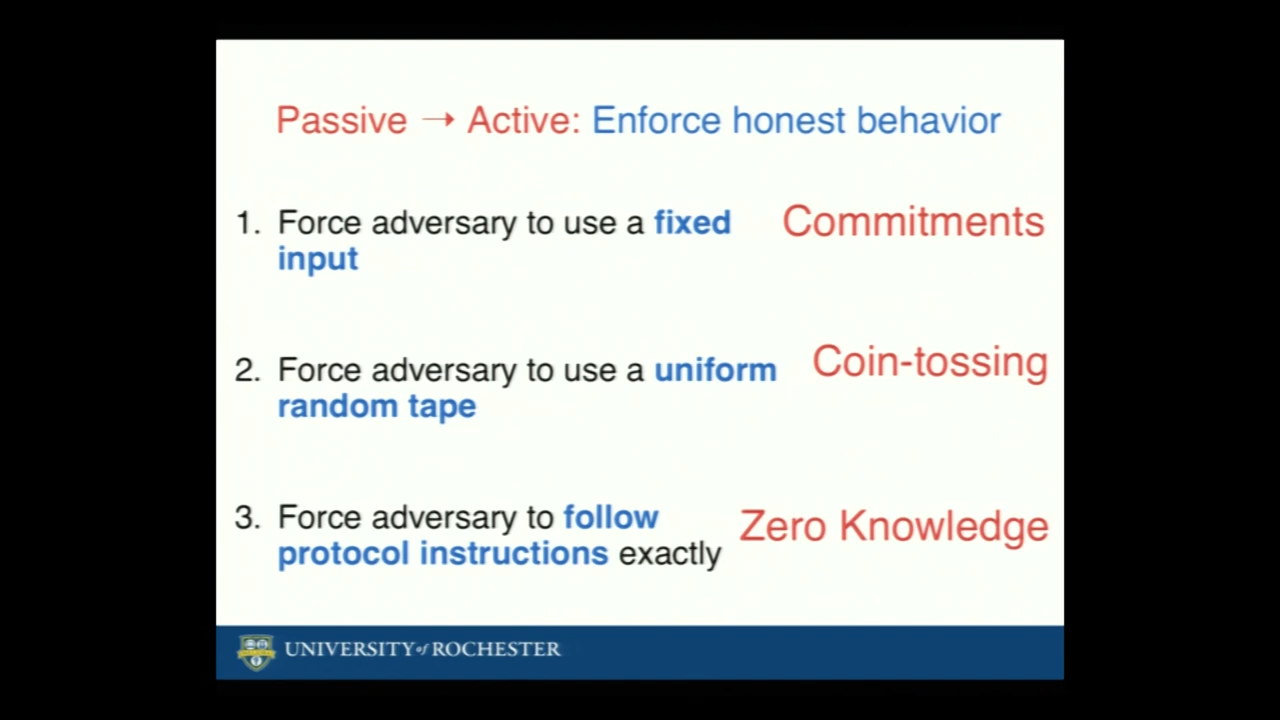 Passive → Active: Enforce honest behavior
1. Force adversary to use a fixed input
Commitments
2. Force adversary to use a uniform random tape
Coin-tossing
3. Force adversary to follow protocol instructions exactly
Zero Knowledge
UNIVERSITY of ROCHESTER